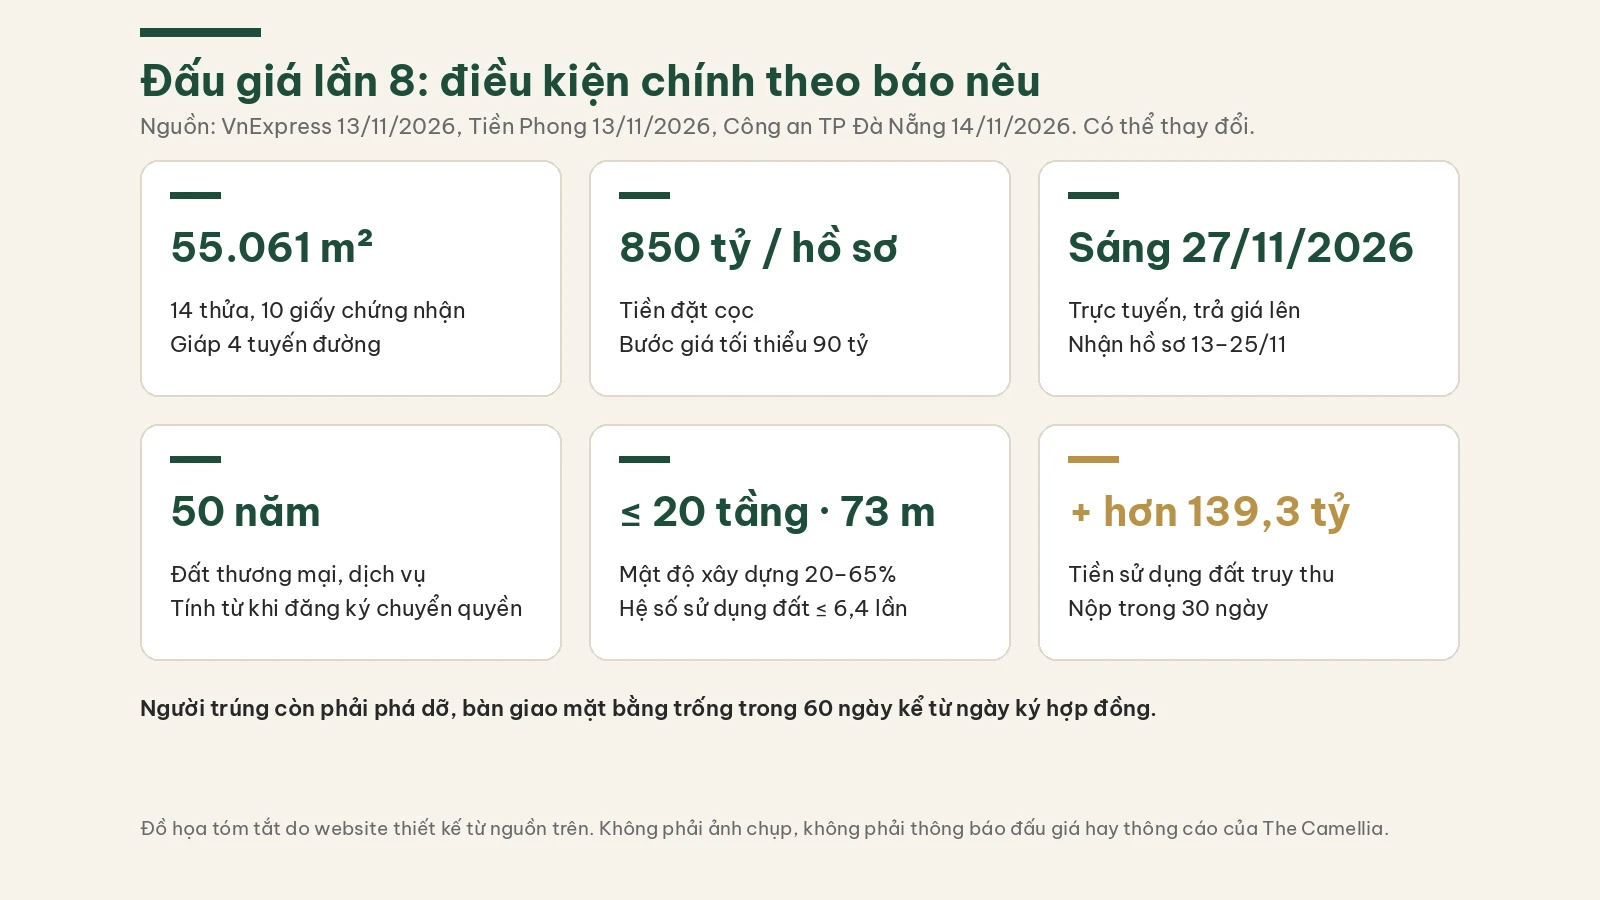 Đấu giá lần 8: điều kiện chính theo báo nêu
Nguồn: VnExpress 13/11/2026, Tiền Phong 13/11/2026, Công an TP Đà Nẵng 14/11/2026. Có thể thay đổi.
55.061 m²
14 thửa, 10 giấy chứng nhận
Giáp 4 tuyến đường
850 tỷ / hồ sơ
Tiền đặt cọc
Bước giá tối thiểu 90 tỷ
Sáng 27/11/2026
Trực tuyến, trả giá lên
Nhận hồ sơ 13–25/11
50 năm
Đất thương mại, dịch vụ
Tính từ khi đăng ký chuyển quyền
≤ 20 tầng · 73 m
Mật độ xây dựng 20–65%
Hệ số sử dụng đất ≤ 6,4 lần
+ hơn 139,3 tỷ
Tiền sử dụng đất truy thu
Nộp trong 30 ngày
Người trúng còn phải phá dỡ, bàn giao mặt bằng trống trong 60 ngày kể từ ngày ký hợp đồng.
Đồ họa tóm tắt do website thiết kế từ nguồn trên. Không phải ảnh chụp, không phải thông báo đấu giá hay thông cáo của The Camellia.